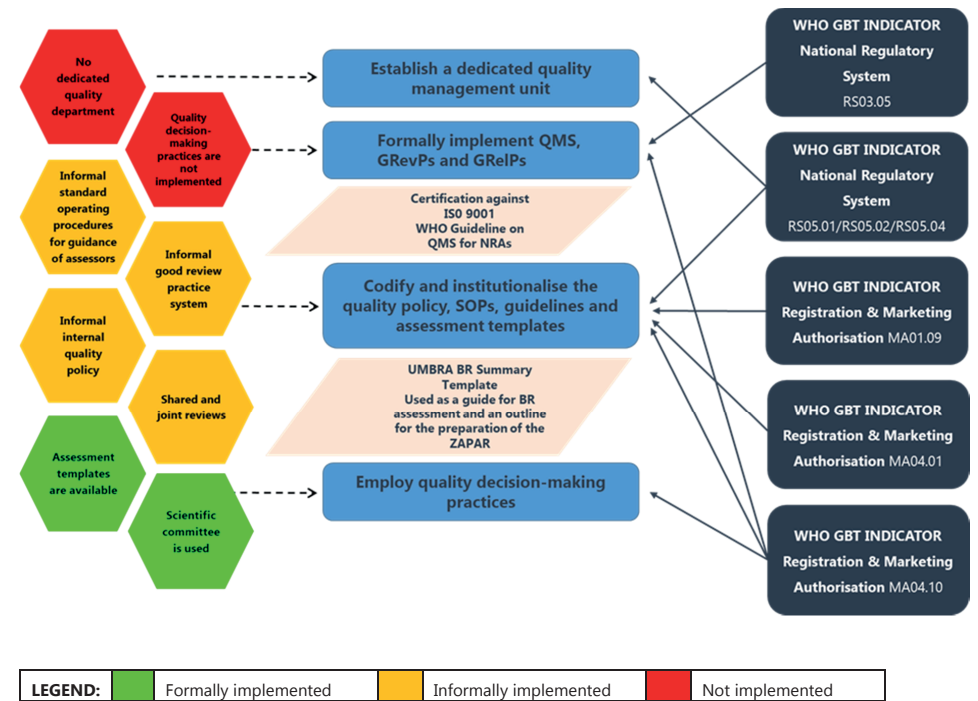 No
dedicated
quality
department
Quality
decision-
making
practices are
not
implemented
Informal
standard
operating
procedures
for guidance
of assessors
Informal
good review
practice
system
Informal
internal
quality
policy
Shared and
joint reviews
Assessment
templates
are available
Scientific
committee
is used
Establish a dedicated quality
management unit
Formally implement QMS,
GRevPs and GRelPs
Certification against
IS0 9001
WHO Guideline on
QMS for NRAs
Codify and institutionalise the
quality policy, SOPs, guidelines and
assessment templates
UMBRA BR Summary
Template
Used as a guide for BR
assessment and an outline
for the preparation of the
ZAPAR
Employ quality decision-making
practices
WHO GBT INDICATOR
National Regulatory
System
RS03.05
WHO GBT INDICATOR
National Regulatory
System
RS05.01/RS05.02/RS05.04
WHO GBT INDICATOR
Registration & Marketing
Authorisation MA01.09
WHO GBT INDICATOR
Registration & Marketing
Authorisation MA04.01
WHO GBT INDICATOR
Registration & Marketing
Authorisation MA04.10
LEGEND: Formally implemented Informally implemented Not implemented